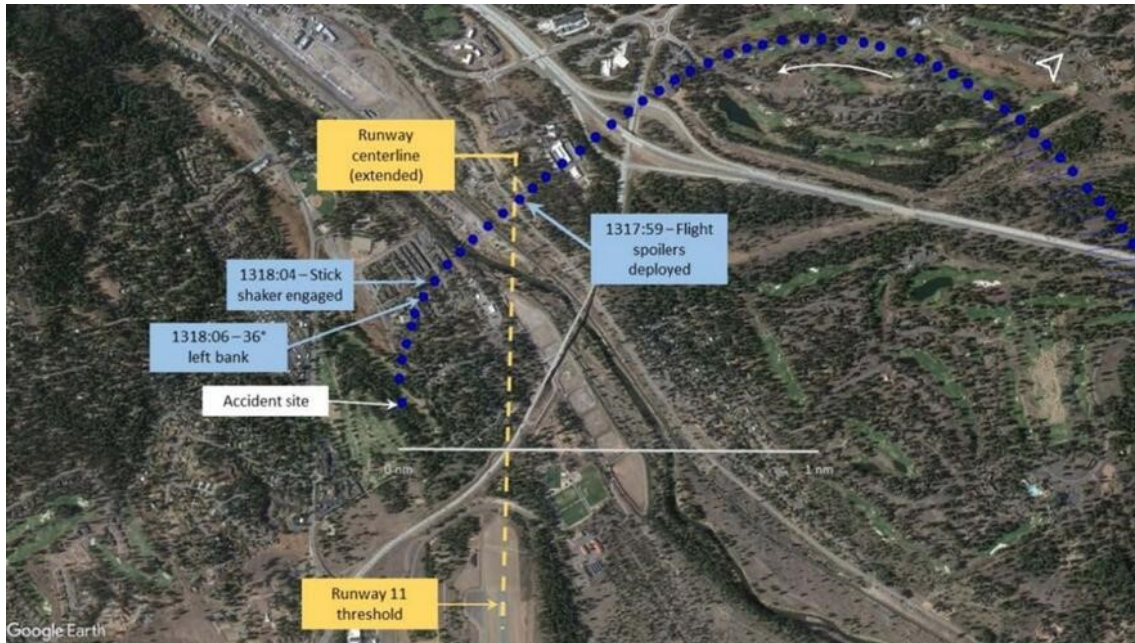 Runway
centerline
(extended)
1317:59 – Flight
spoilers
deployed
1318:04 – Stick
shaker engaged
1318:06 – 36°
left bank
Accident site
0 nm
1 nm
Runway 11
threshold
Google Earth